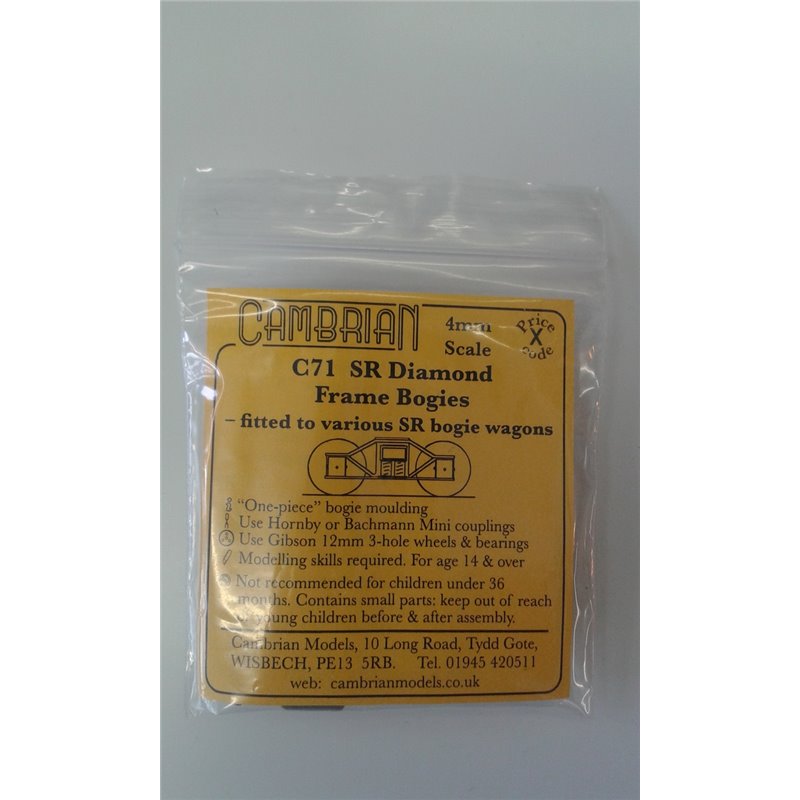 CAMBRIAN
4mm Scale
Price X code
C71 SR Diamond
Frame Bogies
– fitted to various SR bogie wagons
"One-piece" bogie moulding
Use Hornby or Bachmann Mini couplings
Use Gibson 12mm 3-hole wheels & bearings
Modelling skills required. For age 14 & over
Not recommended for children under 36
months. Contains small parts: keep out of reach
of young children before & after assembly.
Cambrian Models, 10 Long Road, Tydd Gote,
WISBECH, PE13 5RB. Tel. 01945 420511
web: cambrianmodels.co.uk